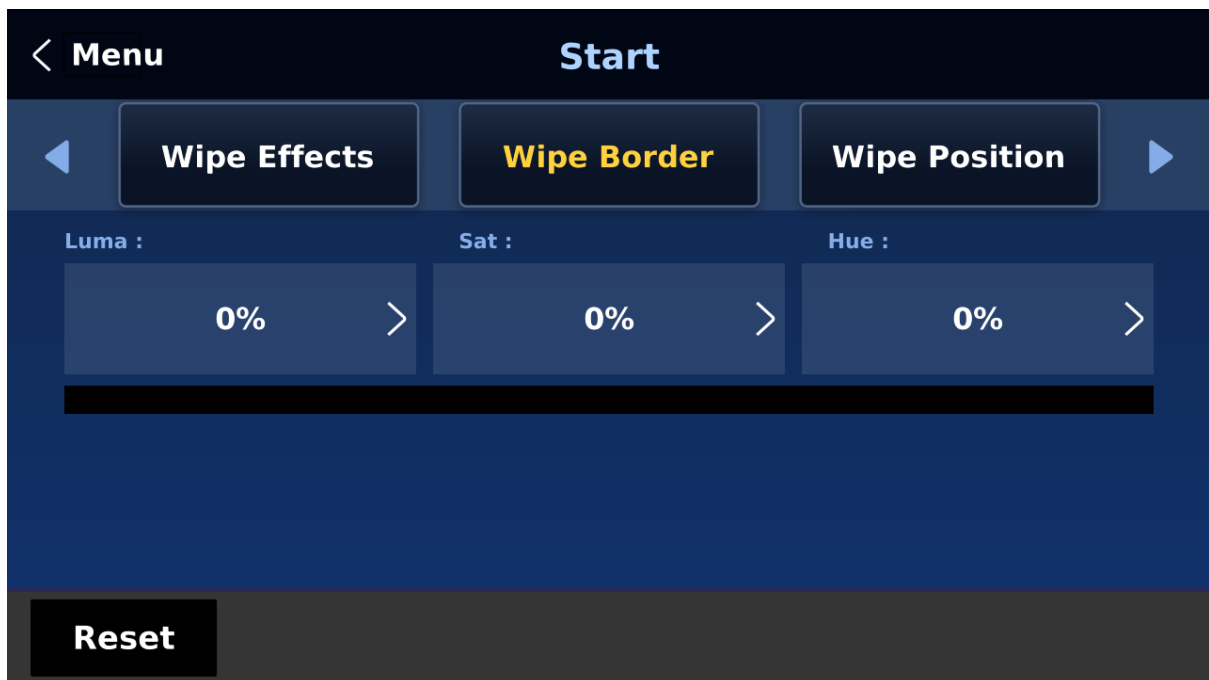 Menu
Start
Wipe Effects
Wipe Border
Wipe Position
Luma :
Sat :
Hue :
0%
0%
0%
Reset